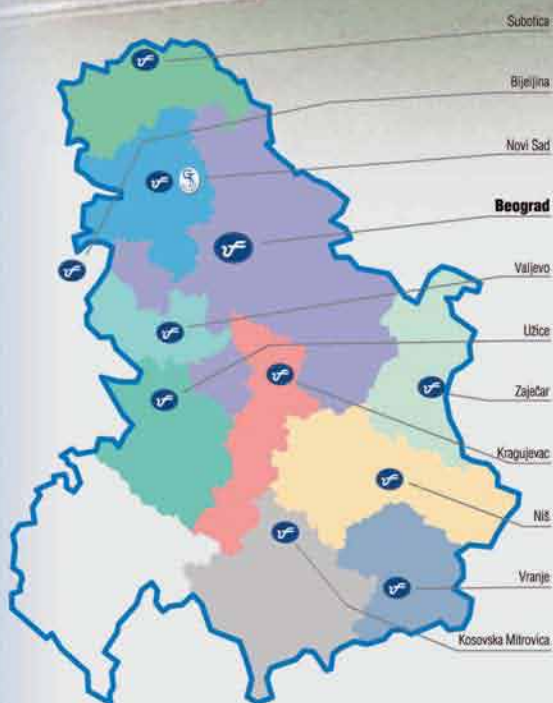 Subotica
Bijeljina
Novi Sad
Beograd
Valjevo
Užice
Zaječar
Kragujevac
Niš
Vranje
Kosovska Mitrovica